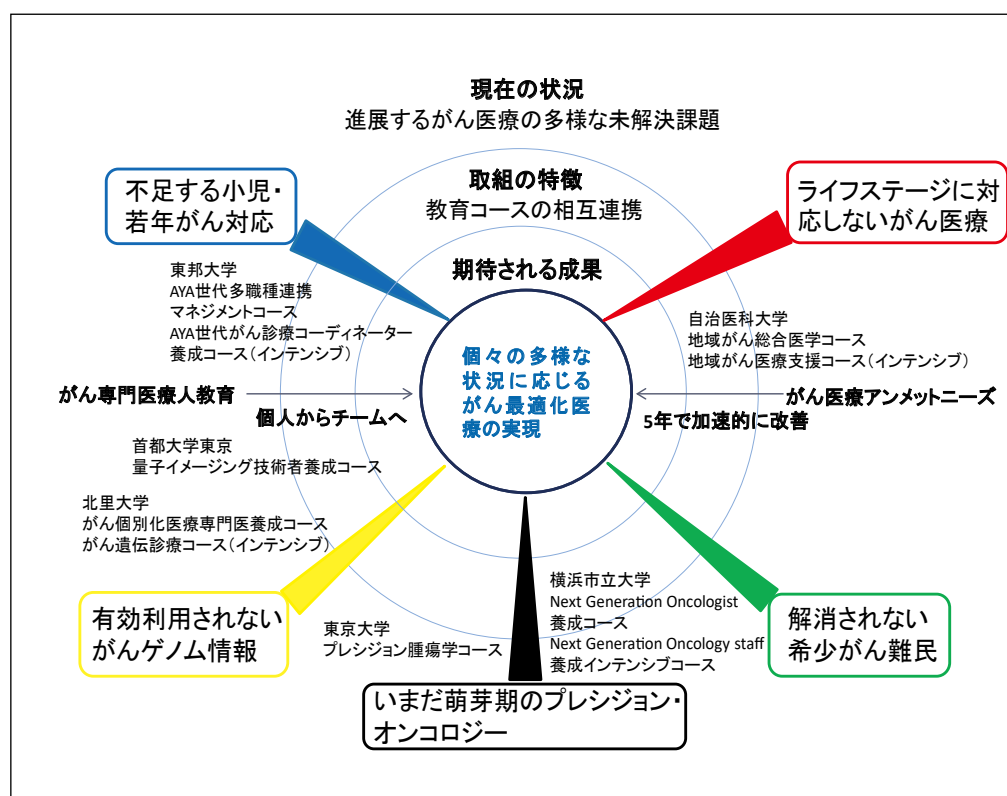 現在の状況
進展するがん医療の多様な未解決課題
取組の特徴
教育コースの相互連携
期待される成果
不足する小児・
若年がん対応
ライフステージに対
応しないがん医療
東邦大学
AYA世代多職種連携
マネジメントコース
AYA世代がん診療コーディネーター
養成コース(インテンシブ)
自治医科大学
地域がん総合医学コース
地域がん医療支援コース(インテンシブ)
個々の多様な
状況に応じる
がん最適化医
療の実現
がん専門医療人教育
個人からチームへ
がん医療アンメットニーズ
5年で加速的に改善
首都大学東京
量子イメージング技術者養成コース
北里大学
がん個別化医療専門医養成コース
がん遺伝診療コース(インテンシブ)
有効利用されない
がんゲノム情報
東京大学
プレシジョン腫瘍学コース
横浜市立大学
Next Generation Oncologist
養成コース
Next Generation Oncology staff
養成インテンシブコース
解消されない
希少がん難民
いまだ萌芽期のプレシジョン・
オンコロジー